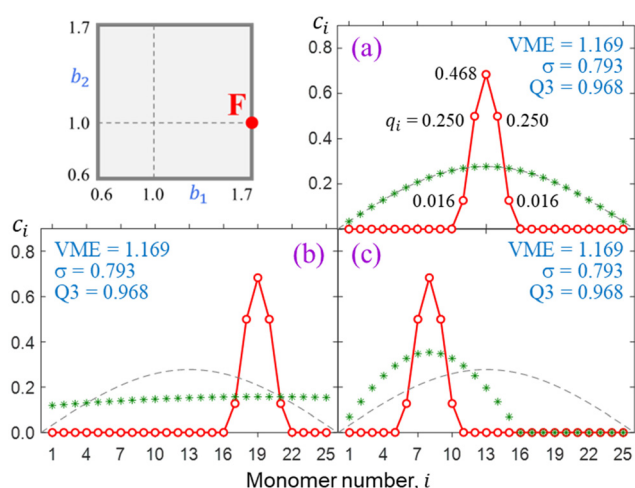 1.7
b₂
1.0
0.6
F
0.6 1.0 b₁ 1.7
cᵢ
0.8
0.6
0.4
0.2
(a)
VME = 1.169
σ = 0.793
Q3 = 0.968
0.468
qᵢ = 0.250 0.250
0.016 0.016
cᵢ
0.8
0.6
0.4
0.2
0.0
VME = 1.169
σ = 0.793
Q3 = 0.968
(b)
(c)
VME = 1.169
σ = 0.793
Q3 = 0.968
1 4 7 10 13 16 19 22 25
1 4 7 10 13 16 19 22 25
Monomer number, i